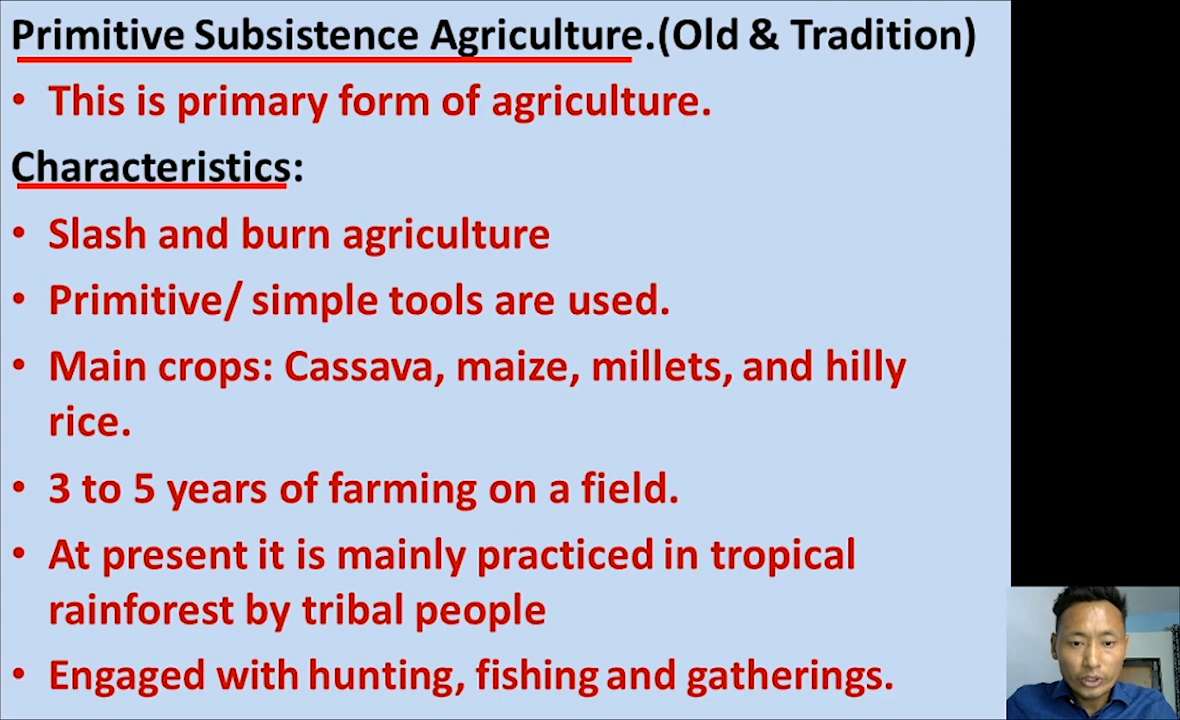 Primitive Subsistence Agriculture.(Old & Tradition)
• This is primary form of agriculture.
Characteristics:
• Slash and burn agriculture
• Primitive/ simple tools are used.
• Main crops: Cassava, maize, millets, and hilly
rice.
• 3 to 5 years of farming on a field.
• At present it is mainly practiced in tropical
rainforest by tribal people
• Engaged with hunting, fishing and gatherings.